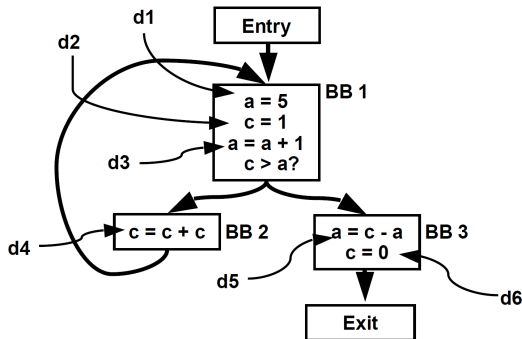 d1
Entry
d2
BB 1
a = 5
c = 1
a = a + 1
d3
c > a?
c = c + c
BB 2
d4
a = c - a
BB 3
c = 0
d5
d6
Exit